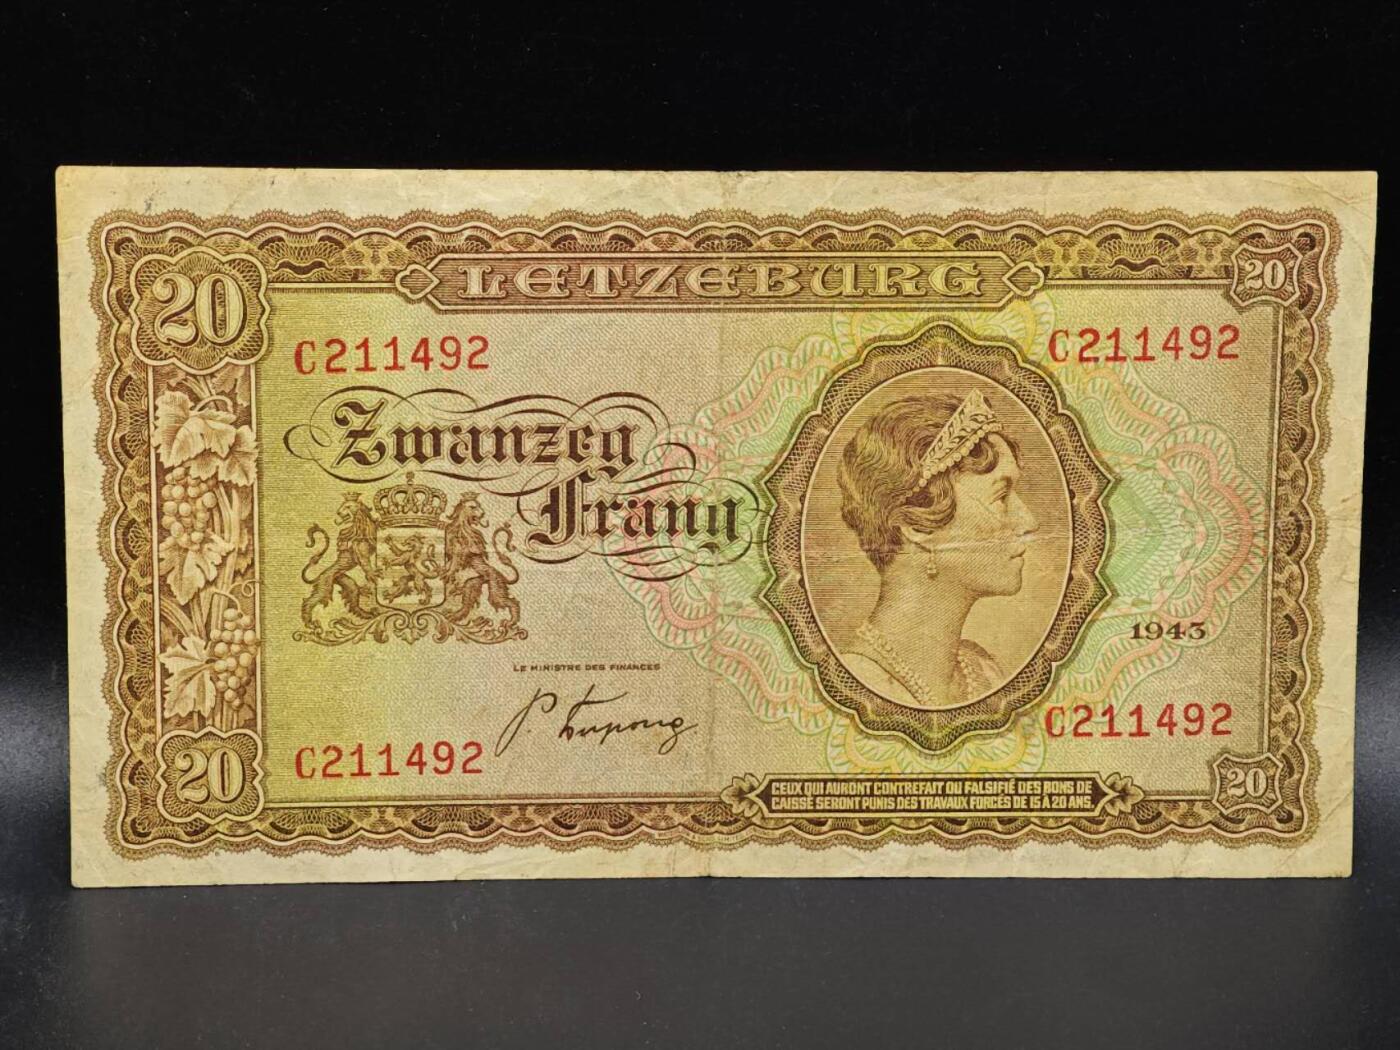 20
LETZEBURG
20
C211492
C211492
Zwanzeg
Frang
1943
LE MINISTRE DES FINANCES
P. Dupong
C211492
C211492
20
CEUX QUI AURONT CONTREFAIT OU FALSIFIÉ DES BONS DE
CAISSE SERONT PUNIS DES TRAVAUX FORCÉS DE 15 À 20 ANS.
20